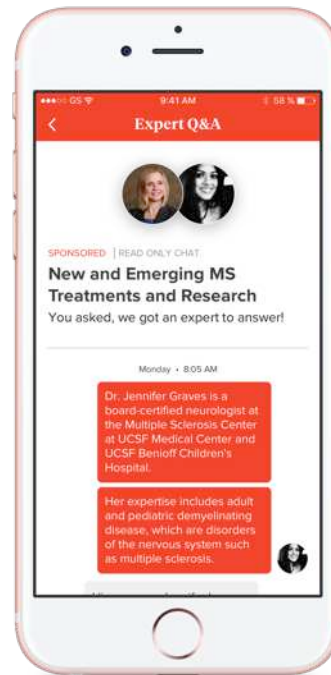 GS 9:41 AM 58 %
Expert Q&A
SPONSORED | READ ONLY CHAT
New and Emerging MS
Treatments and Research
You asked, we got an expert to answer!
Monday • 8:05 AM
Dr. Jennifer Graves is a
board-certified neurologist at
the Multiple Sclerosis Center
at UCSF Medical Center and
UCSF Benioff Children's
Hospital.
Her expertise includes adult
and pediatric demyelinating
disease, which are disorders
of the nervous system such
as multiple sclerosis.